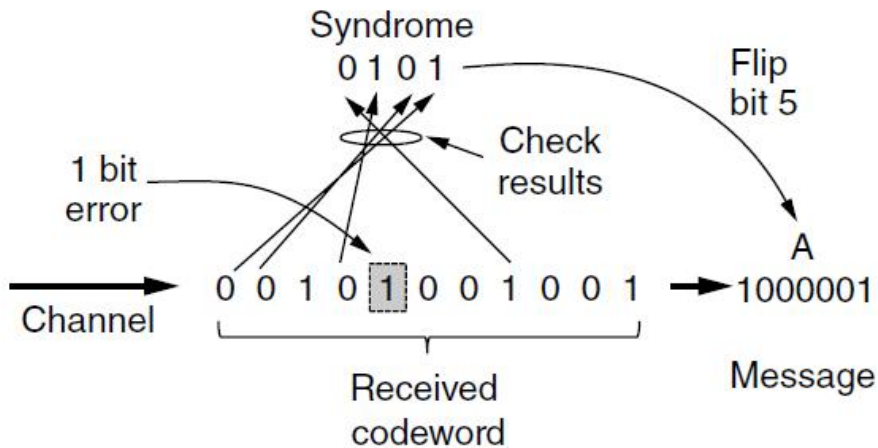 Syndrome
0 1 0 1
Flip
bit 5
Check
results
1 bit
error
A
0 0 1 0 1 0 0 1 0 0 1
1000001
Channel
Message
Received
codeword